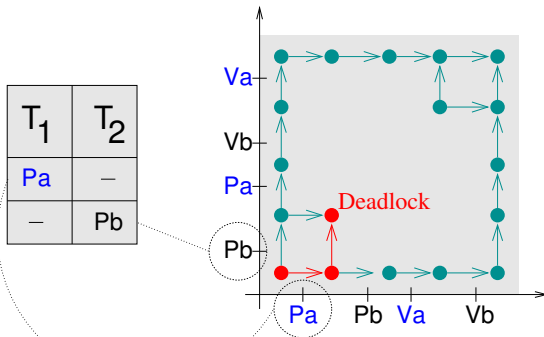 T1 T2
Pa –
– Pb
Va
Vb
Pa
Pb
Deadlock
Pa Pb Va Vb